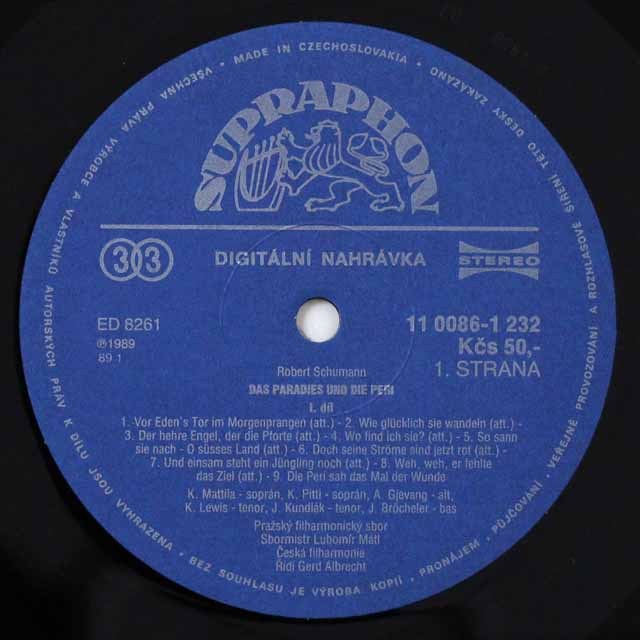 VŠECHNA PRÁVA VÝROBCE A VLASTNÍKŮ AUTORSKÝCH PRÁV K DÍLU JSOU VYHRAZENA • BEZ SOUHLASU JE VÝROBA KOPIÍ • PRONÁJEM • PŮJČOVÁNÍ • VEŘEJNÉ PROVOZOVÁNÍ A ROZHLASOVÉ ŠÍŘENÍ TÉTO DESKY ZAKÁZÁNO • MADE IN CZECHOSLOVAKIA •
SUPRAPHON
33 DIGITÁLNÍ NAHRÁVKA STEREO
ED 6261 11 0086-1 232
℗1989 Kčs 50,-
89 1 1. STRANA
Robert Schumann
DAS PARADIES UND DIE PERI
I. díl
1. Vor Eden's Tor im Morgenprangen (att.) - 2. Wie glücklich sie wandeln (att.) -
3. Der hehre Engel, der die Pforte (att.) - 4. Wo find ich sie? (att.) - 5. So sann
sie nach - O süsses Land (att.) - 6. Doch seine Ströme sind jetzt rot (att.) -
7. Und einsam steht ein Jüngling noch (att.) - 8. Weh, weh, er fehlte
das Ziel (att.) - 9. Die Peri sah das Mal der Wunde
K. Mattila - soprán, K. Pitti - soprán, A. Gjevang - alt,
K. Lewis - tenor, J. Kundlák - tenor, J. Bröcheler - bas
Pražský filharmonický sbor
Sbormistr Lubomír Mátl
Česká filharmonie
Řídí Gerd Albrecht